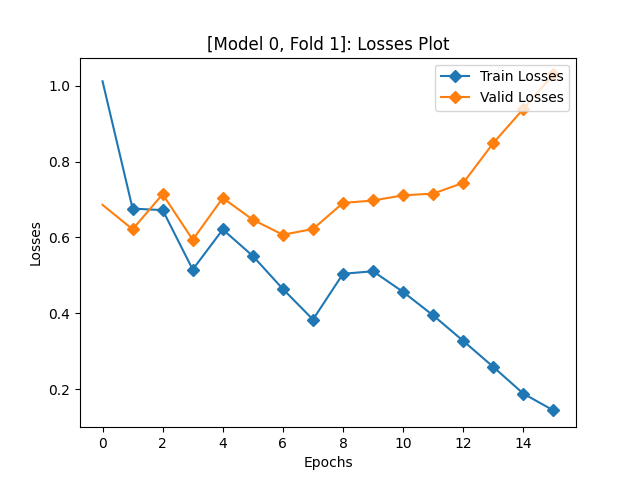 [Model 0, Fold 1]: Losses Plot
Train Losses
Valid Losses
1.0
0.8
0.6
0.4
0.2
Losses
0 2 4 6 8 10 12 14
Epochs